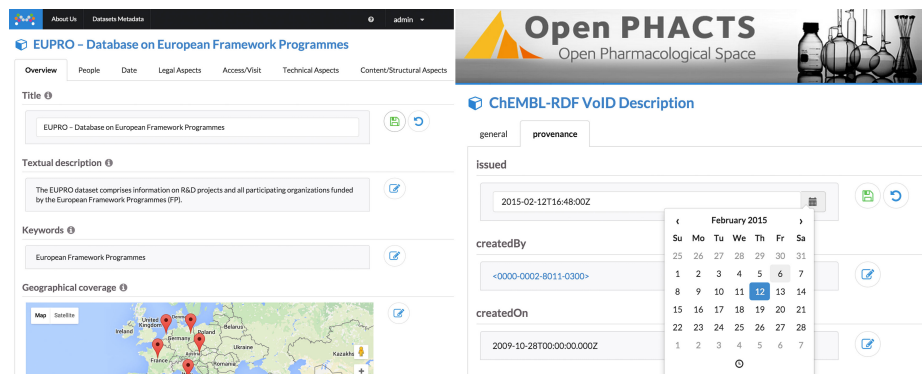 About Us Datasets Metadata admin
EUPRO – Database on European Framework Programmes
Overview People Date Legal Aspects Access/Visit Technical Aspects Content/Structural Aspects
Title
EUPRO – Database on European Framework Programmes
Textual description
The EUPRO dataset comprises information on R&D projects and all participating organizations funded
by the European Framework Programmes (FP).
Keywords
European Framework Programmes
Geographical coverage
Map Satellite
United
Kingdom
Ireland
Belarus
Poland
Germany
Ukraine
Austria
France
Romania
Kazakhs
Open PHACTS
Open Pharmacological Space
ChEMBL-RDF VoID Description
general provenance
issued
2015-02-12T16:48:00Z
‹ February 2015 ›
Su Mo Tu We Th Fr Sa
25 26 27 28 29 30 31
1 2 3 4 5 6 7
8 9 10 11 12 13 14
15 16 17 18 19 20 21
22 23 24 25 26 27 28
1 2 3 4 5 6 7
createdBy
<0000-0002-8011-0300>
createdOn
2009-10-28T00:00:00.000Z